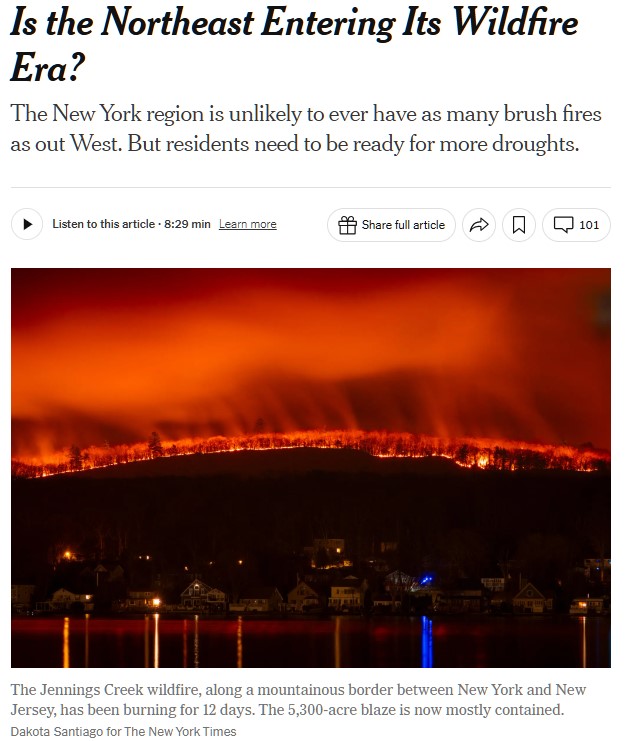 Is the Northeast Entering Its Wildfire
Era?
The New York region is unlikely to ever have as many brush fires
as out West. But residents need to be ready for more droughts.
Listen to this article · 8:29 min Learn more
Share full article
101
The Jennings Creek wildfire, along a mountainous border between New York and New
Jersey, has been burning for 12 days. The 5,300-acre blaze is now mostly contained.
Dakota Santiago for The New York Times